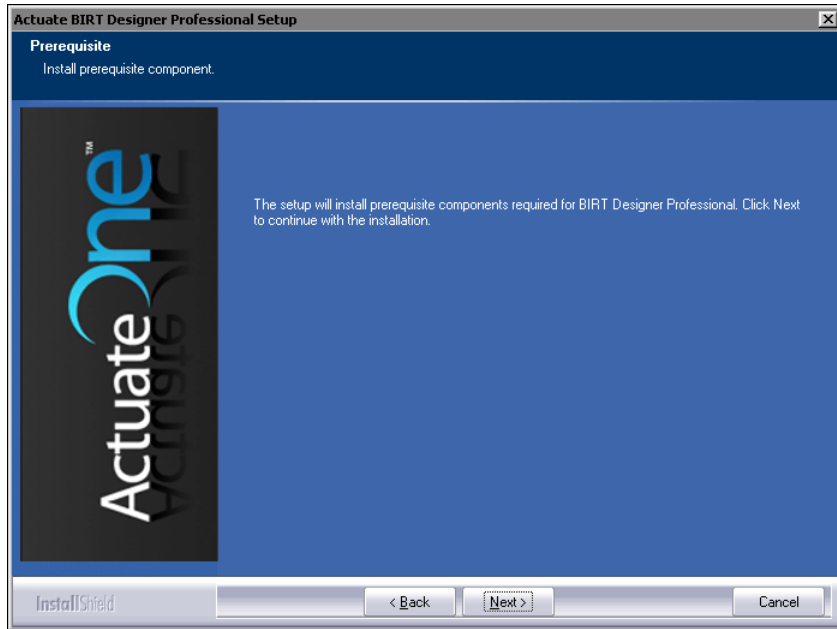 Actuate BIRT Designer Professional Setup
Prerequisite
Install prerequisite component.
ActuateOne™
The setup will install prerequisite components required for BIRT Designer Professional. Click Next
to continue with the installation.
InstallShield
< Back
Next >
Cancel